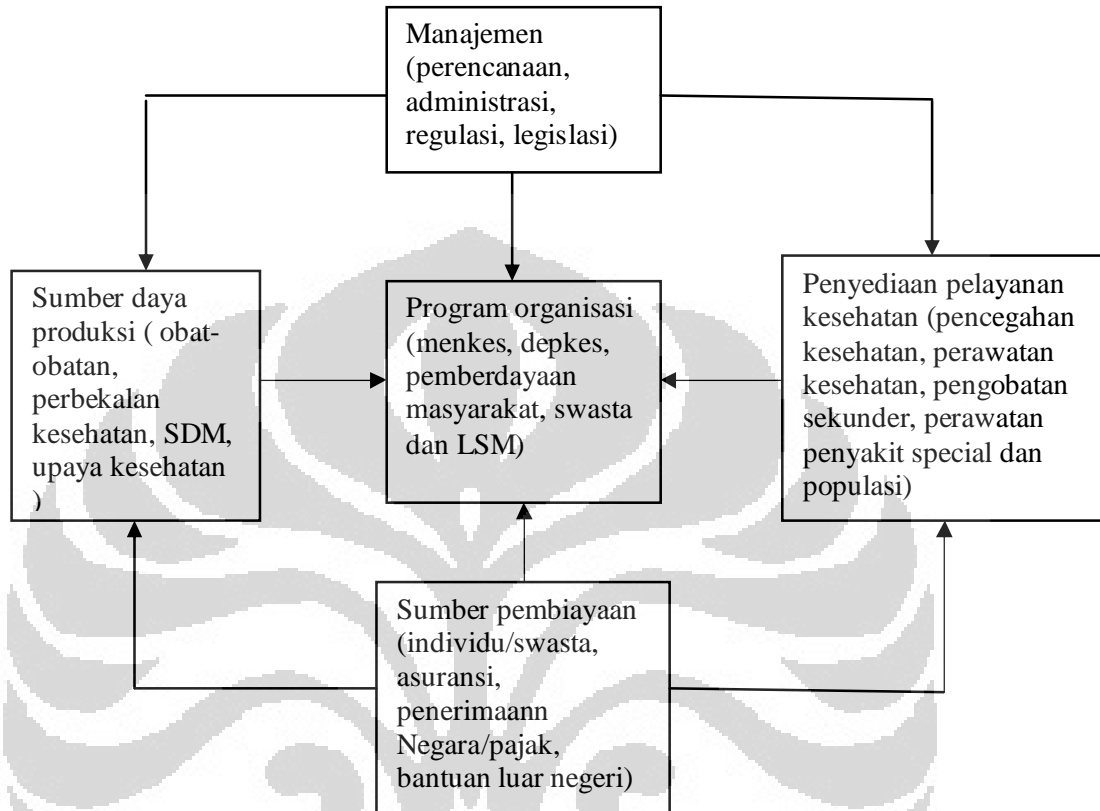 Manajemen
(perencanaan,
administrasi,
regulasi, legislasi)
Sumber daya
produksi ( obat-
obatan,
perbekalan
kesehatan, SDM,
upaya kesehatan
)
Program organisasi
(menkes, depkes,
pemberdayaan
masyarakat, swasta
dan LSM)
Penyediaan pelayanan
kesehatan (pencegahan
kesehatan, perawatan
kesehatan, pengobatan
sekunder, perawatan
penyakit special dan
populasi)
Sumber pembiayaan
(individu/swasta,
asuransi,
penerimaann
Negara/pajak,
bantuan luar negeri)